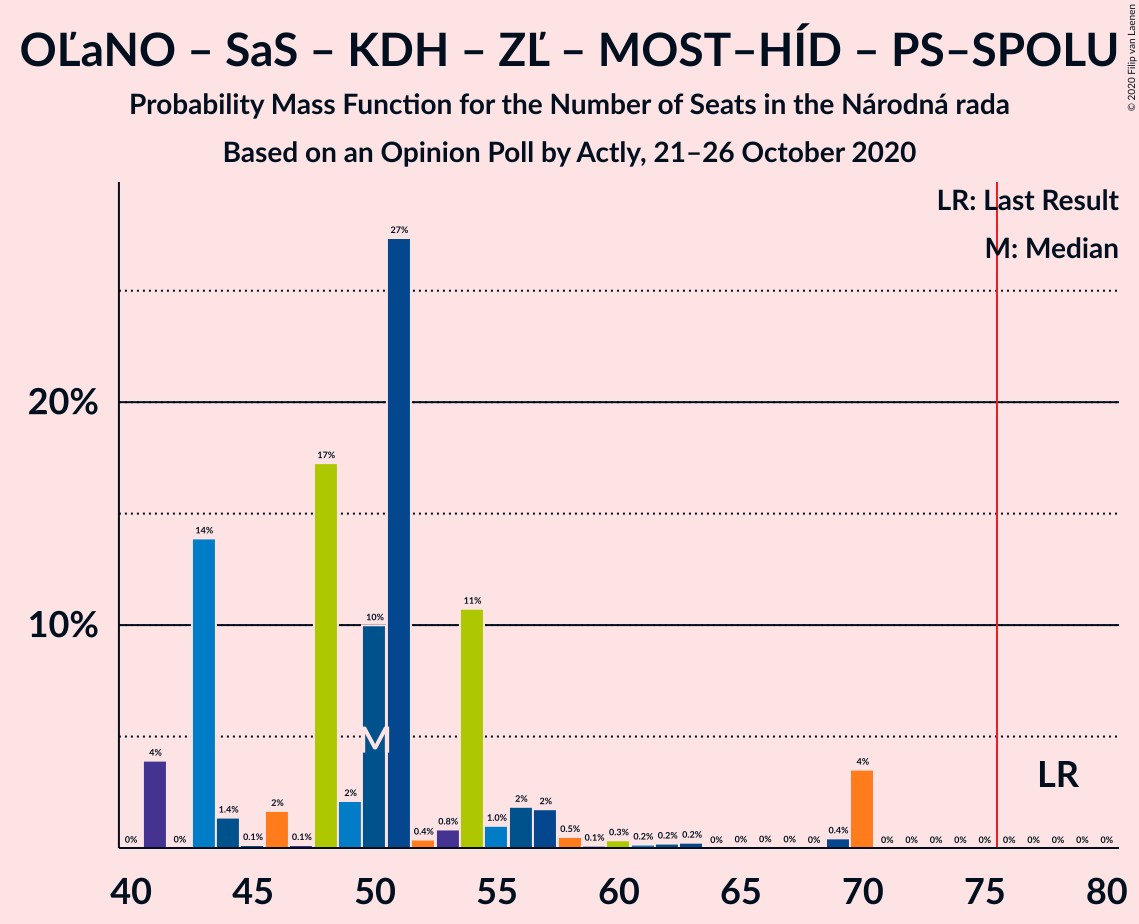 OĽaNO – SaS – KDH – ZĽ – MOST–HÍD – PS–SPOLU
Probability Mass Function for the Number of Seats in the Národná rada
Based on an Opinion Poll by Actly, 21–26 October 2020
© 2020 Filip van Laenen
LR: Last Result
M: Median
20%
10%
0% 4% 0% 14% 1.4% 0.1% 2% 0.1% 17% 2% 10% 27% 0.4% 0.8% 11% 1.0% 2% 2% 0.5% 0.1% 0.3% 0.2% 0.2% 0.2% 0% 0% 0% 0% 0% 0.4% 4% 0% 0% 0% 0% 0% 0% 0% 0% 0% 0%
M
LR
40 45 50 55 60 65 70 75 80